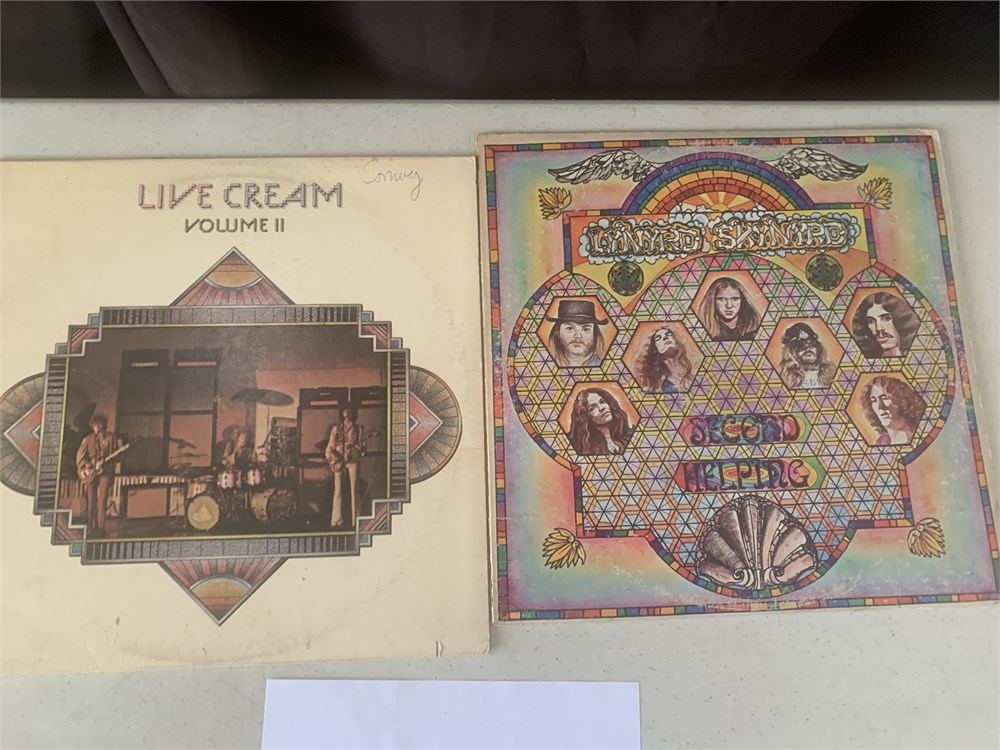 LIVE CREAM
VOLUME II
LYNYRD SKYNYRD
SECOND
HELPING